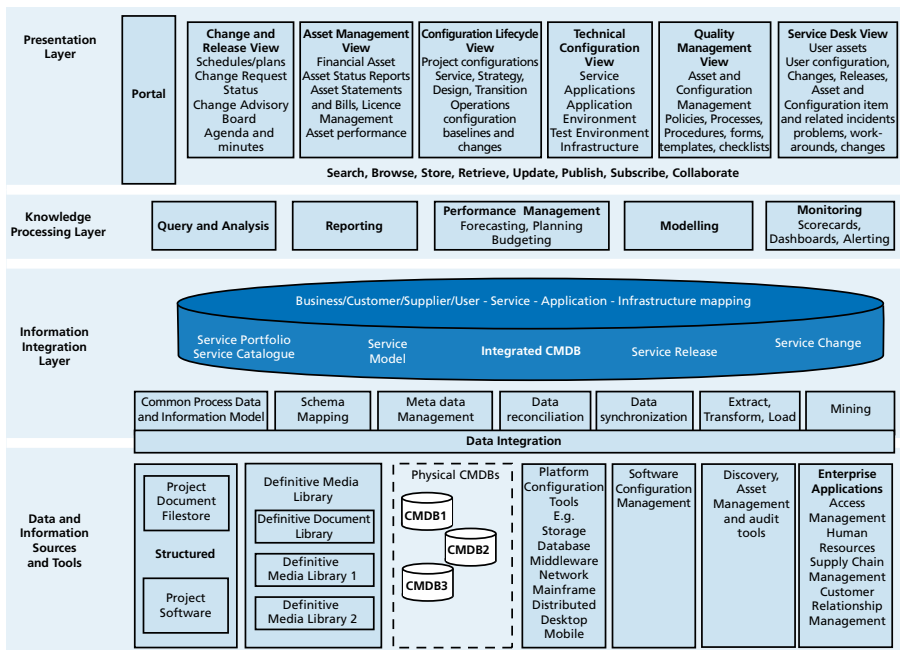 Presentation
Layer
Portal
Change and
Release View
Schedules/plans
Change Request
Status
Change Advisory
Board
Agenda and
minutes
Asset Management
View
Financial Asset
Asset Status Reports
Asset Statements
and Bills, Licence
Management
Asset performance
Configuration Lifecycle
View
Project configurations
Service, Strategy,
Design, Transition
Operations
configuration
baselines and
changes
Technical
Configuration
View
Service
Applications
Application
Environment
Test Environment
Infrastructure
Quality
Management
View
Asset and
Configuration
Management
Policies, Processes,
Procedures, forms,
templates, checklists
Service Desk View
User assets
User configuration,
Changes, Releases,
Asset and
Configuration item
and related incidents
problems, work-
arounds, changes
Search, Browse, Store, Retrieve, Update, Publish, Subscribe, Collaborate
Knowledge
Processing Layer
Query and Analysis
Reporting
Performance Management
Forecasting, Planning
Budgeting
Modelling
Monitoring
Scorecards,
Dashboards, Alerting
Information
Integration
Layer
Business/Customer/Supplier/User - Service - Application - Infrastructure mapping
Service Portfolio
Service Catalogue
Service
Model
Integrated CMDB
Service Release
Service Change
Common Process Data
and Information Model
Schema
Mapping
Meta data
Management
Data
reconciliation
Data
synchronization
Extract,
Transform, Load
Mining
Data Integration
Data and
Information
Sources
and Tools
Project
Document
Filestore
Structured
Project
Software
Definitive Media
Library
Definitive Document
Library
Definitive
Media Library 1
Definitive
Media Library 2
Physical CMDBs
CMDB1
CMDB2
CMDB3
Platform
Configuration
Tools
E.g.
Storage
Database
Middleware
Network
Mainframe
Distributed
Desktop
Mobile
Software
Configuration
Management
Discovery,
Asset
Management
and audit
tools
Enterprise
Applications
Access
Management
Human
Resources
Supply Chain
Management
Customer
Relationship
Management